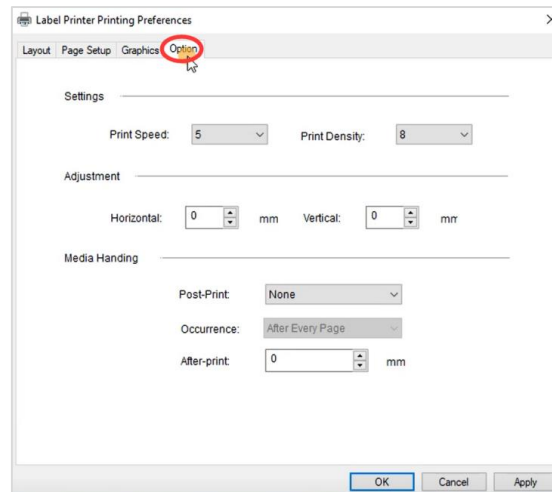 Label Printer Printing Preferences
Layout Page Setup Graphics Option
Settings
Print Speed: 5 Print Density: 8
Adjustment
Horizontal: 0 mm Vertical: 0 mm
Media Handing
Post-Print: None
Occurrence: After Every Page
After-print: 0 mm
OK Cancel Apply